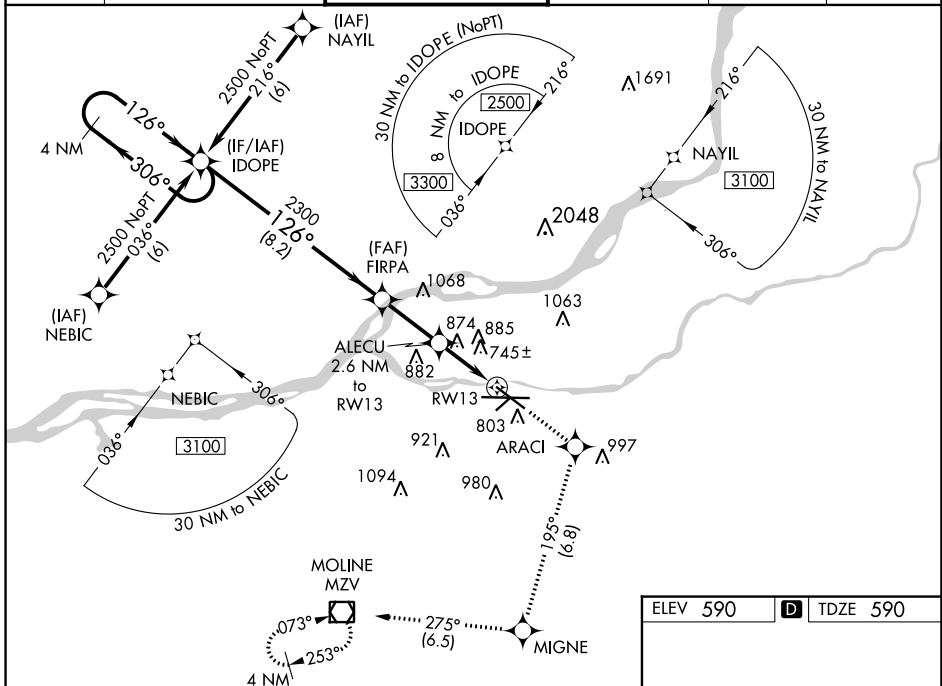 (IAF)
NAYIL
2500 NoPT
216°
(6)
126°
4 NM
306°
(IF/IAF)
IDOPE
2500 NoPT
036°
(6)
(IAF)
NEBIC
2300
126°
(8.2)
(FAF)
FIRPA
30 NM to IDOPE (NoPT)
8 NM to IDOPE
2500
216°
IDOPE
3300
036°
1691
216°
NAYIL
3100
30 NM to NAYIL
306°
2048
1068
1063
874
885
745±
ALECU
2.6 NM
to
RW13
882
RW13
803
ARACI
997
921
1094
980
NEBIC
306°
036°
3100
30 NM to NEBIC
195°
(6.8)
MOLINE
MZV
073°
253°
4 NM
275°
(6.5)
MIGNE
ELEV 590 D TDZE 590